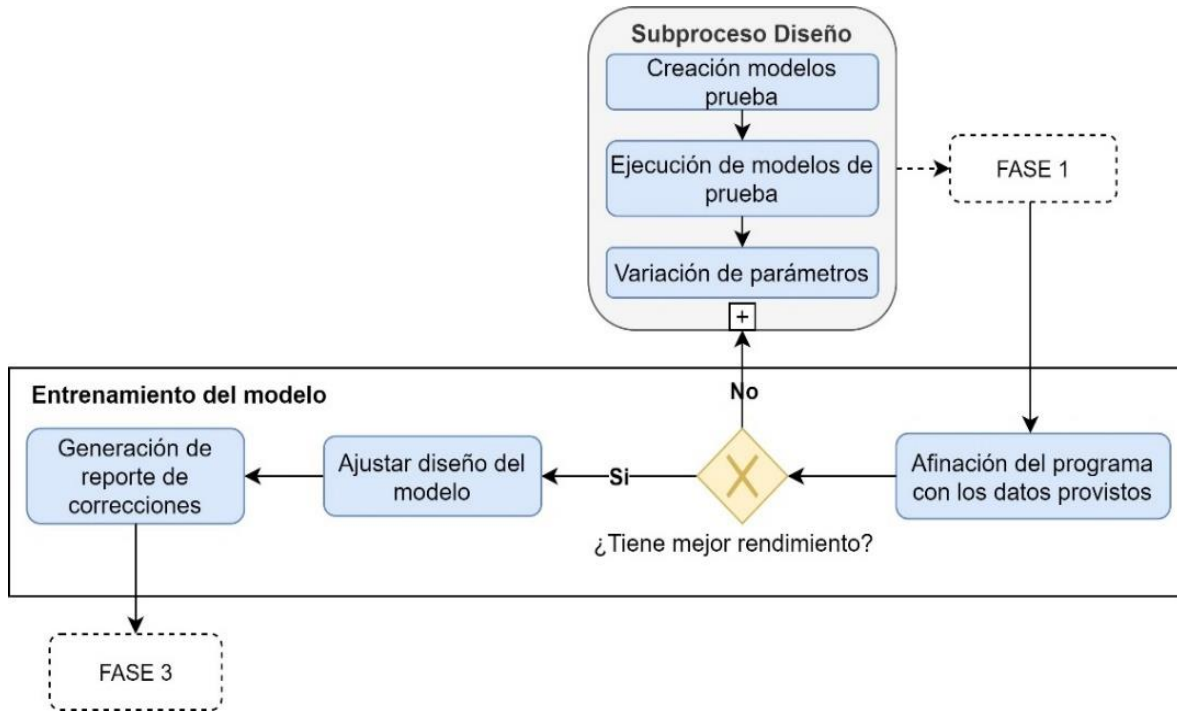 Subproceso Diseño
Creación modelos
prueba
Ejecución de modelos de
prueba
FASE 1
Variación de parámetros
+
No
Entrenamiento del modelo
Generación de
reporte de
correcciones
Ajustar diseño del
modelo
Si
X
¿Tiene mejor rendimiento?
Afinación del programa
con los datos provistos
FASE 3